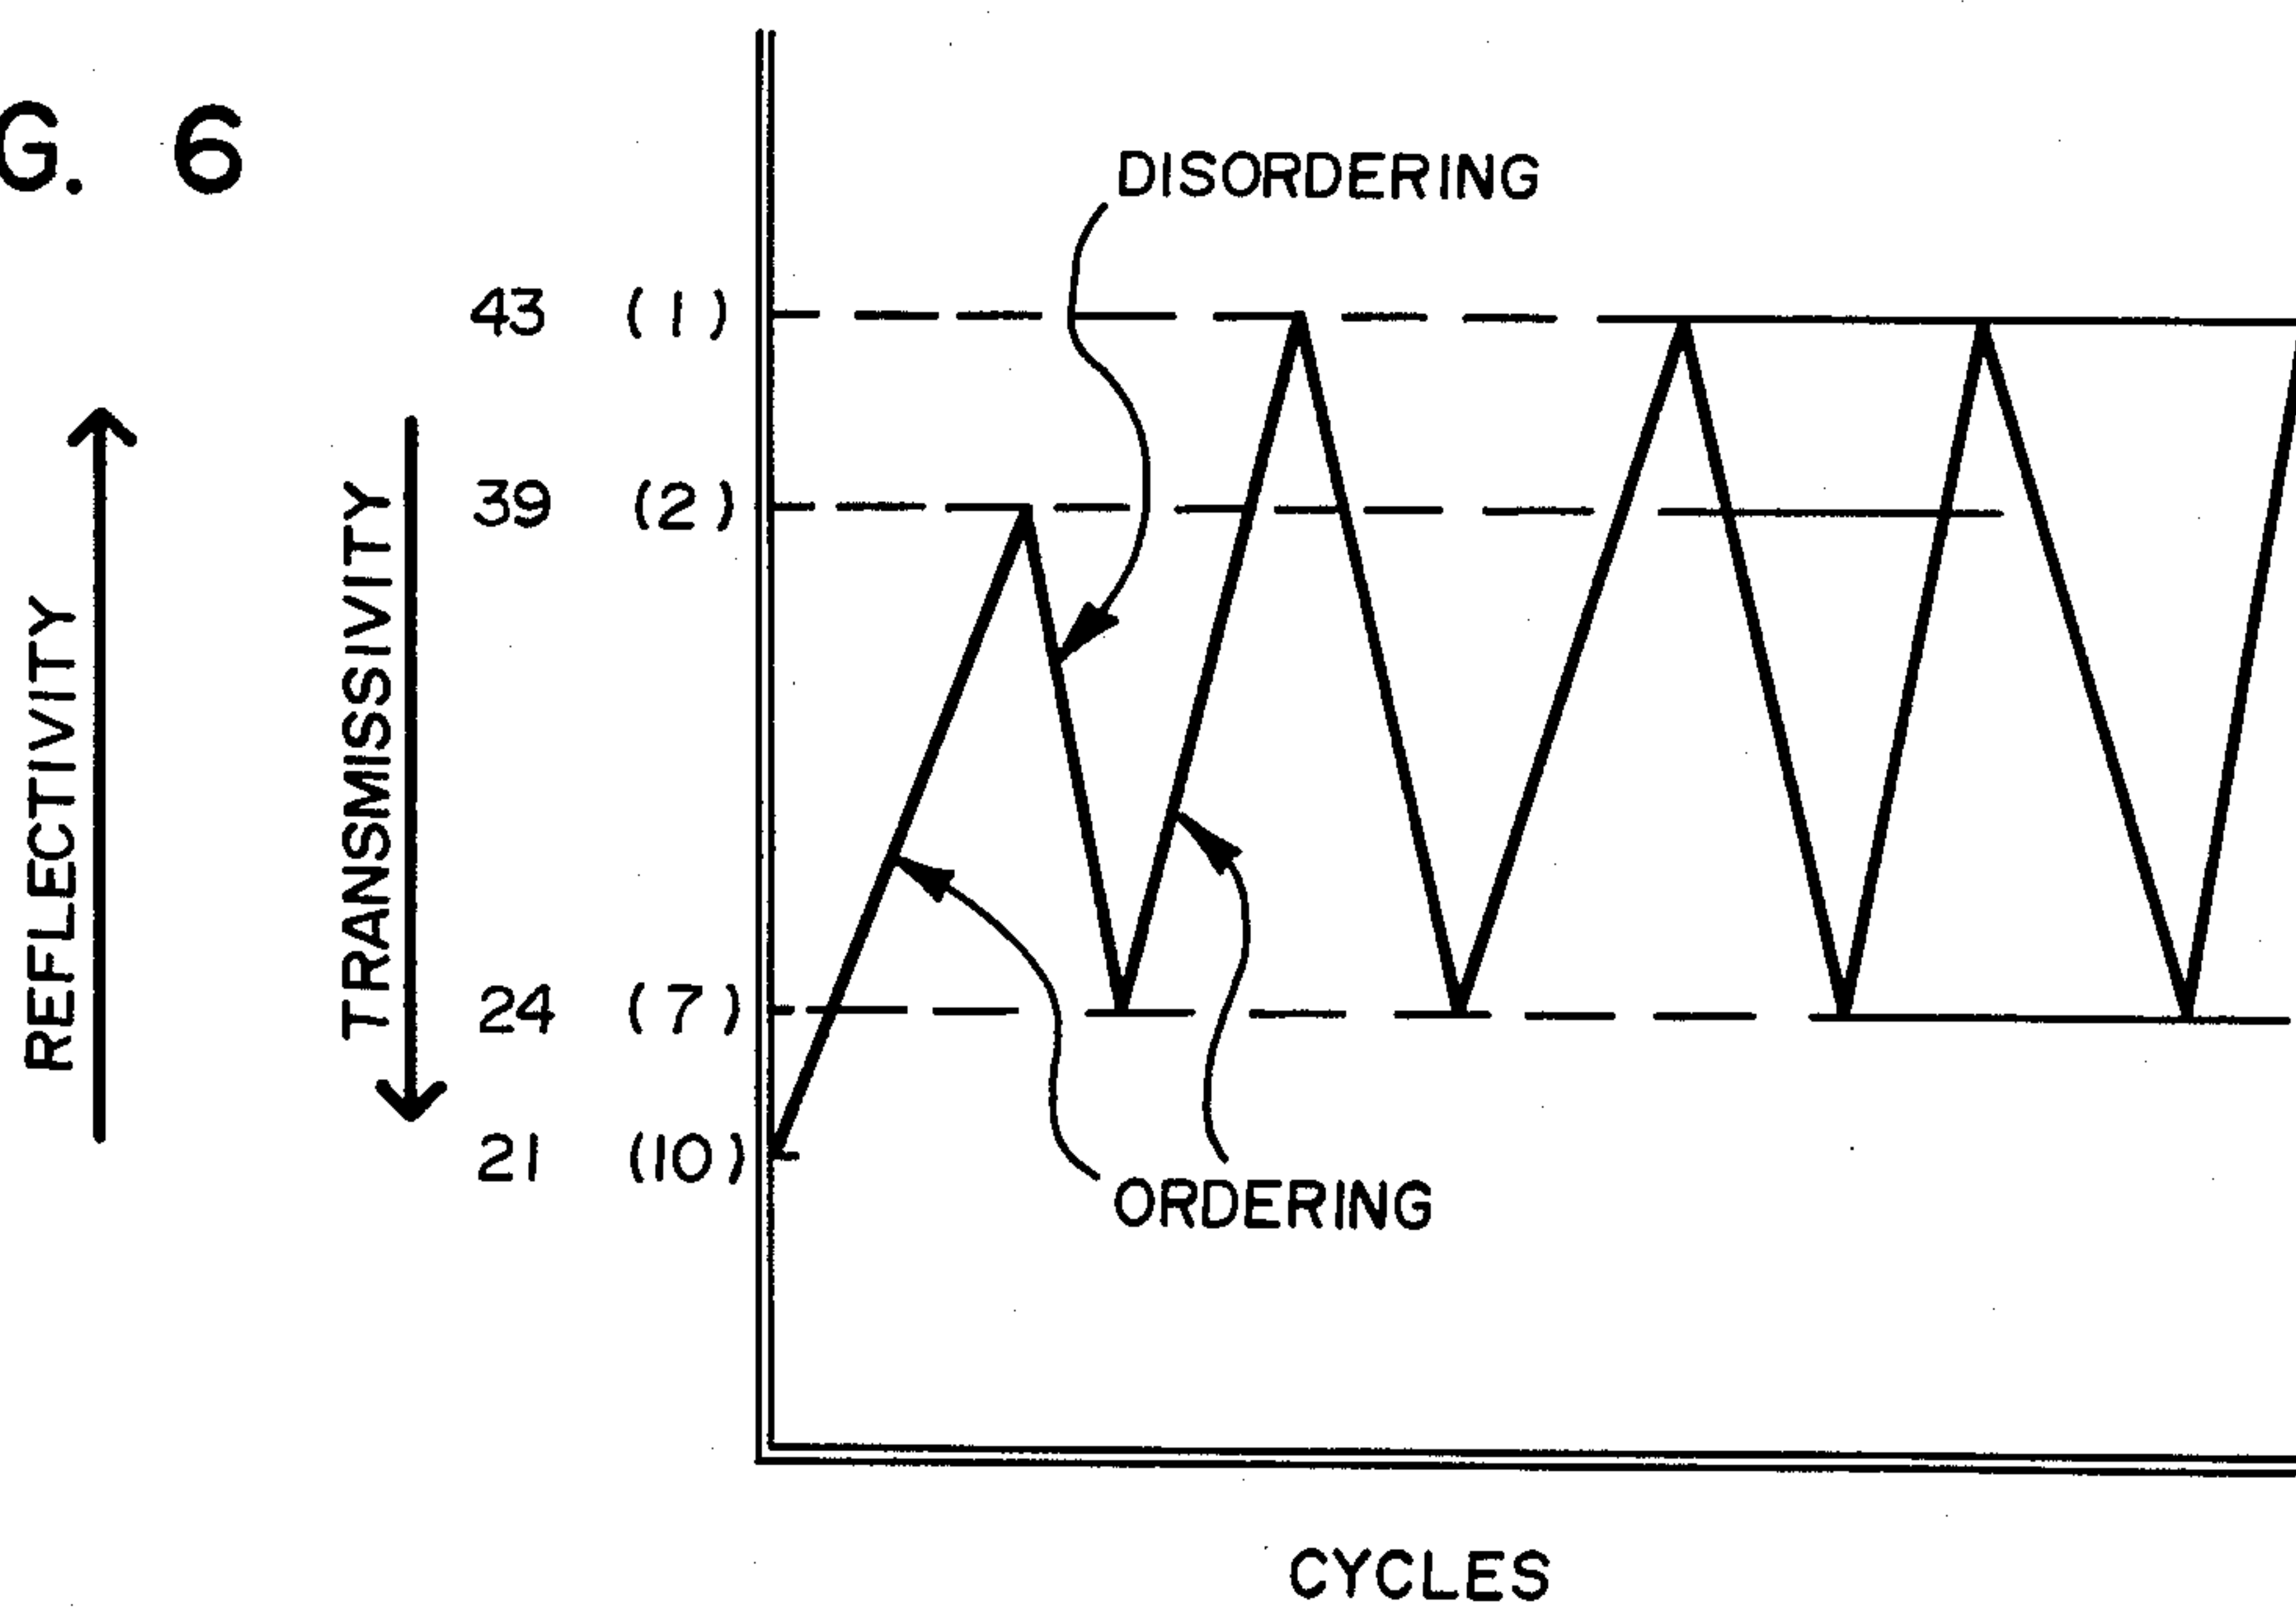 G. 6
DISORDERING
43 (1)
39 (2)
REFLECTIVITY
TRANSMISSIVITY
24 (7)
21 (10)
ORDERING
CYCLES